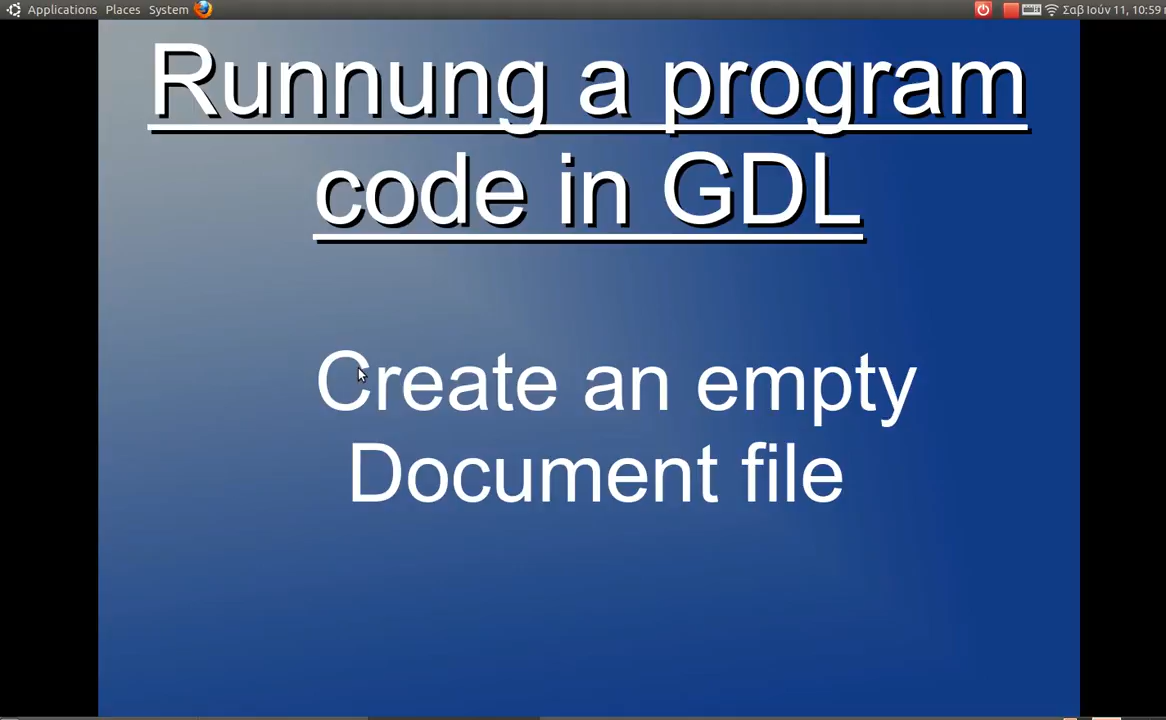 Applications Places System Σαβ Ιούν 11, 10:59
Runnung a program
code in GDL
Create an empty
Document file